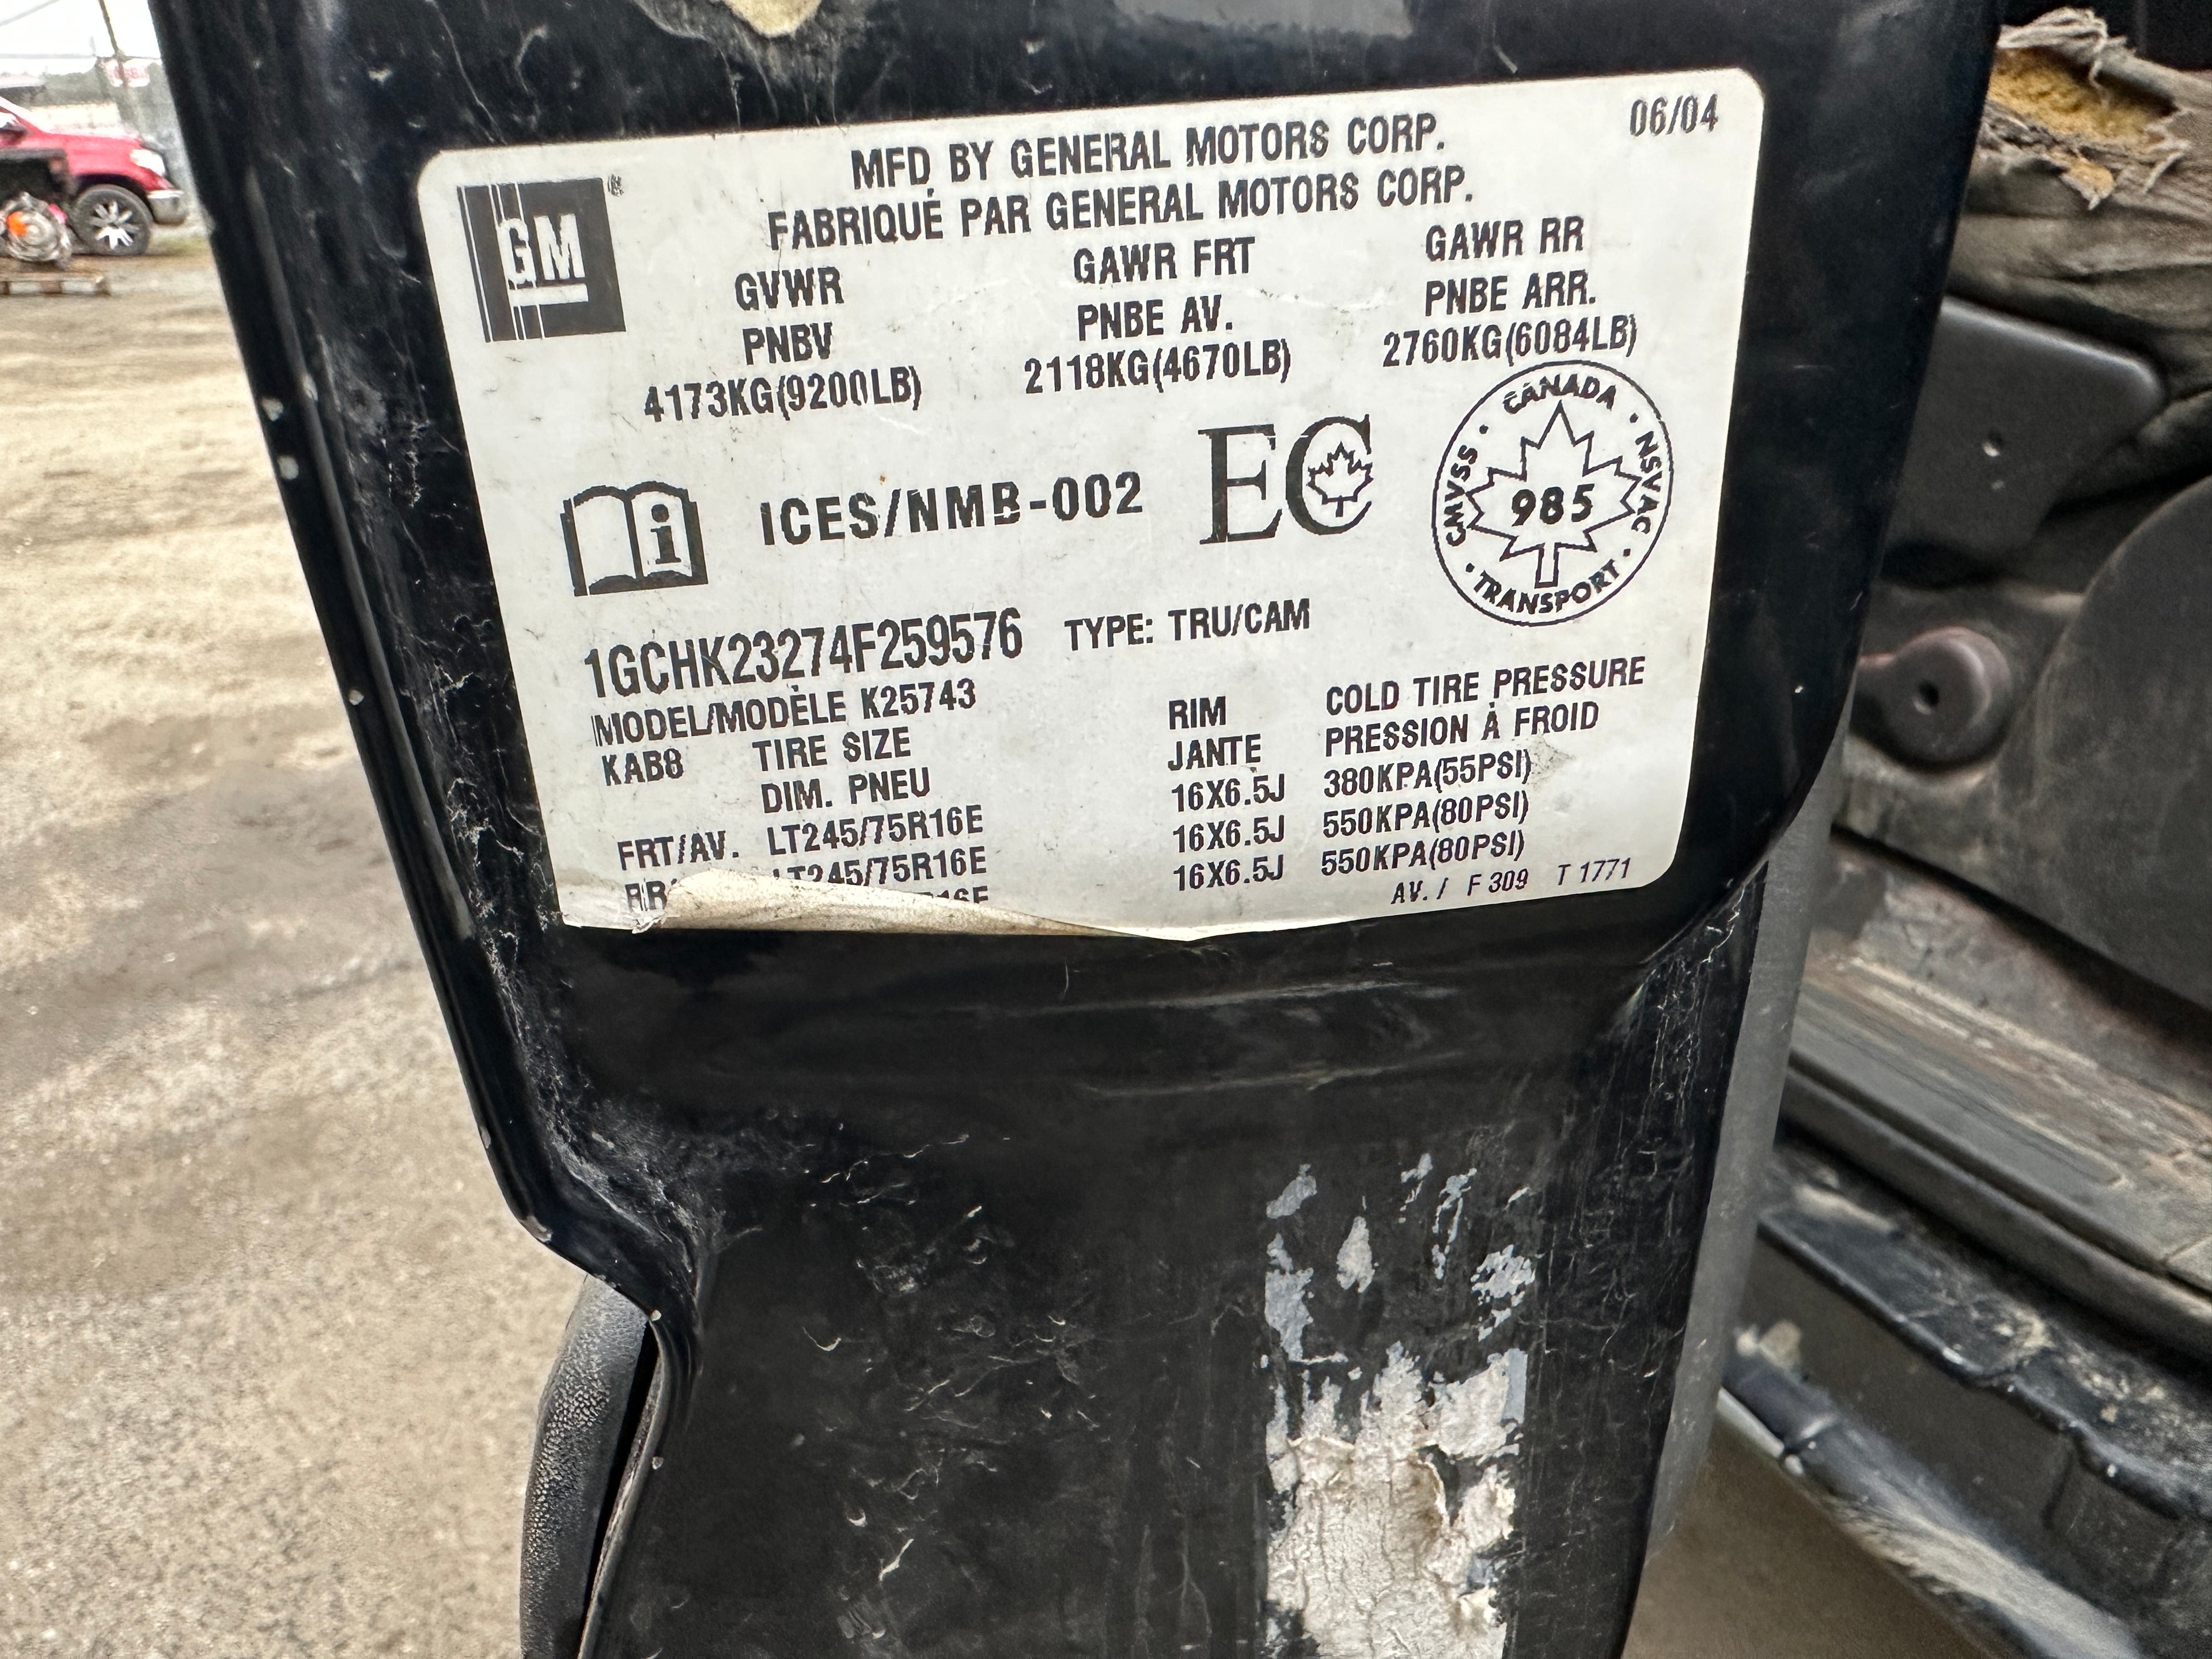 06/04
MFD BY GENERAL MOTORS CORP.
FABRIQUÉ PAR GENERAL MOTORS CORP.
GM ®
GVWR GAWR FRT GAWR RR
PNBV PNBE AV. PNBE ARR.
4173KG(9200LB) 2118KG(4670LB) 2760KG(6084LB)
i ICES/NMB-002 EC
CANADA · NSVAC · TRANSPORT · CMVSS ·
985
1GCHK23274F259576 TYPE: TRU/CAM
MODEL/MODÈLE K25743
KAB8 TIRE SIZE RIM COLD TIRE PRESSURE
DIM. PNEU JANTE PRESSION À FROID
FRT/AV. LT245/75R16E 16X6.5J 380KPA(55PSI)
LT245/75R16E 16X6.5J 550KPA(80PSI)
16E 16X6.5J 550KPA(80PSI)
AV. / F 309 T 1771